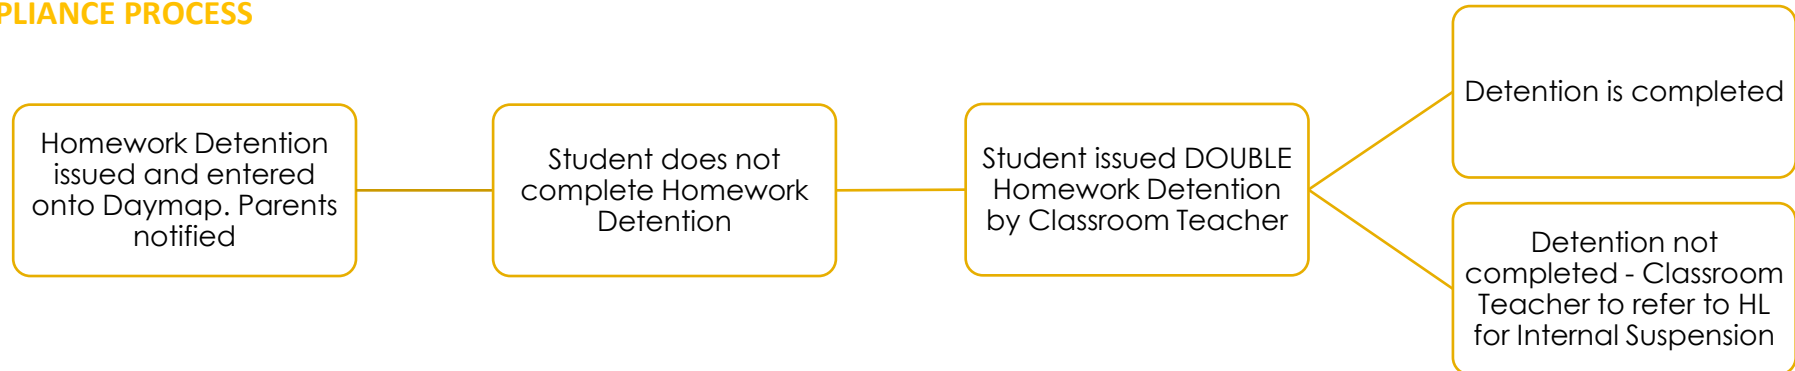 PLIANCE PROCESS
Homework Detention
issued and entered
onto Daymap. Parents
notified
Student does not
complete Homework
Detention
Student issued DOUBLE
Homework Detention
by Classroom Teacher
Detention is completed
Detention not
completed - Classroom
Teacher to refer to HL
for Internal Suspension